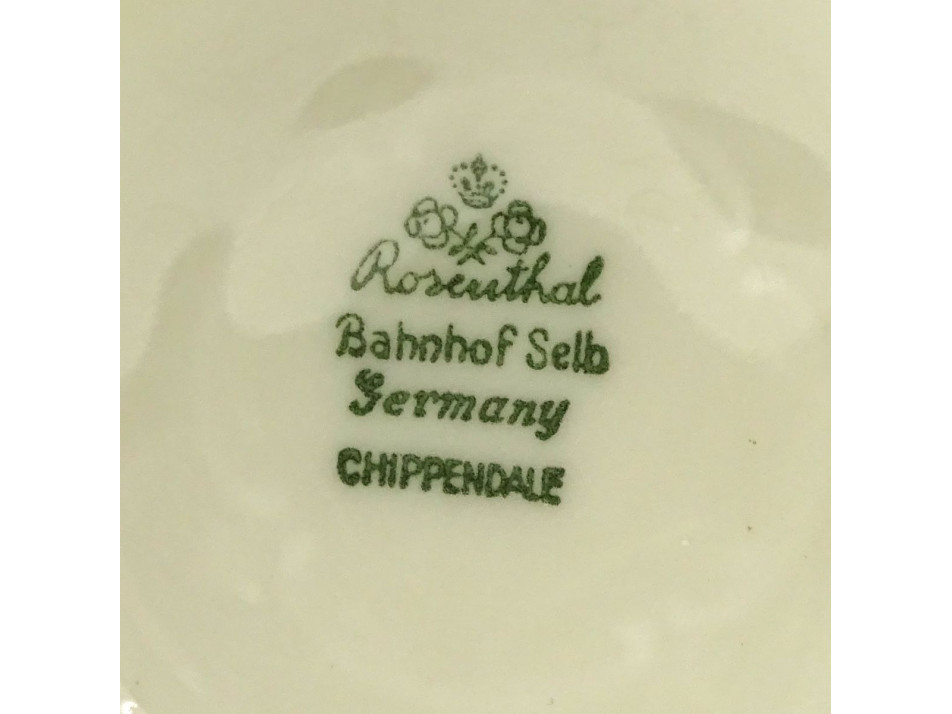 Rosenthal
Bahnhof Selb
Germany
CHIPPENDALE